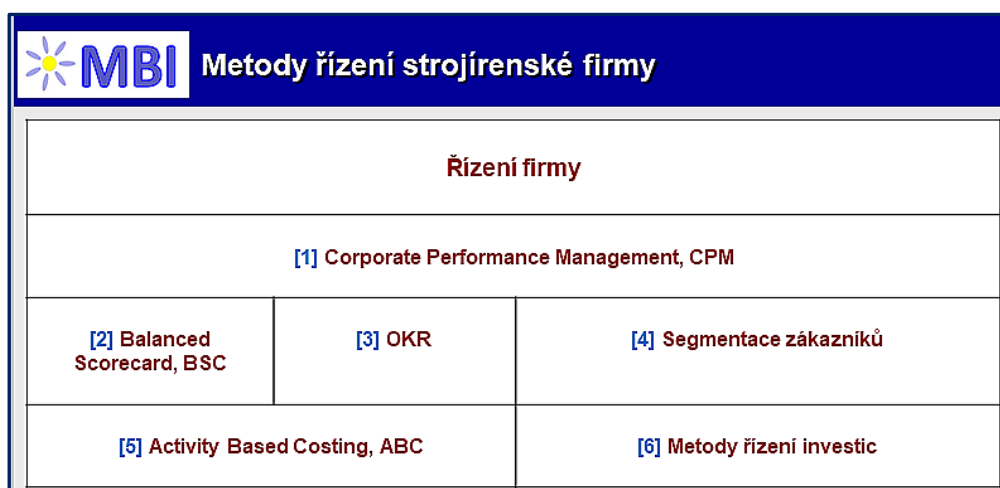 MBI Metody řízení strojírenské firmy
Řízení firmy
[1] Corporate Performance Management, CPM
[2] Balanced
Scorecard, BSC
[3] OKR
[4] Segmentace zákazníků
[5] Activity Based Costing, ABC
[6] Metody řízení investic